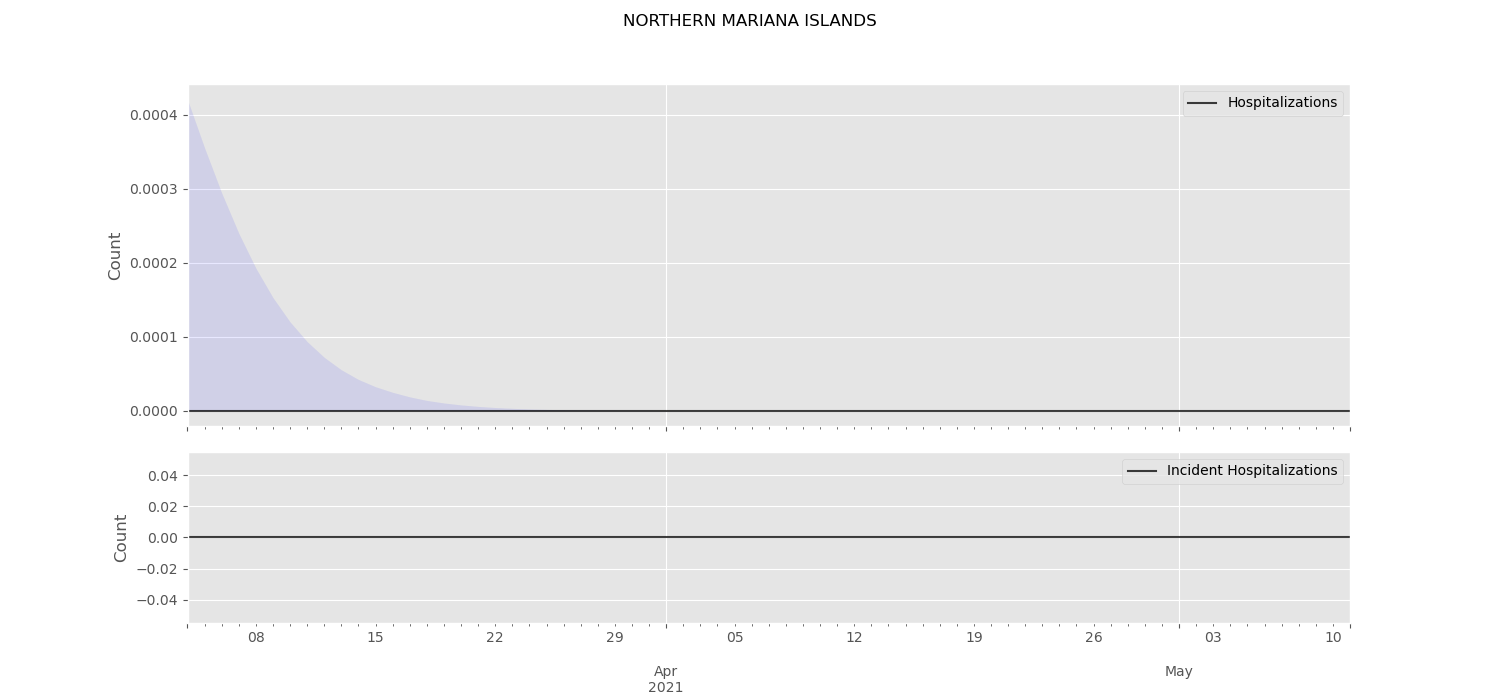 NORTHERN MARIANA ISLANDS
Hospitalizations
0.0004
0.0003
0.0002
0.0001
0.0000
Count
Incident Hospitalizations
0.04
0.02
0.00
−0.02
−0.04
Count
08 15 22 29 05 12 19 26 03 10
Apr May
2021